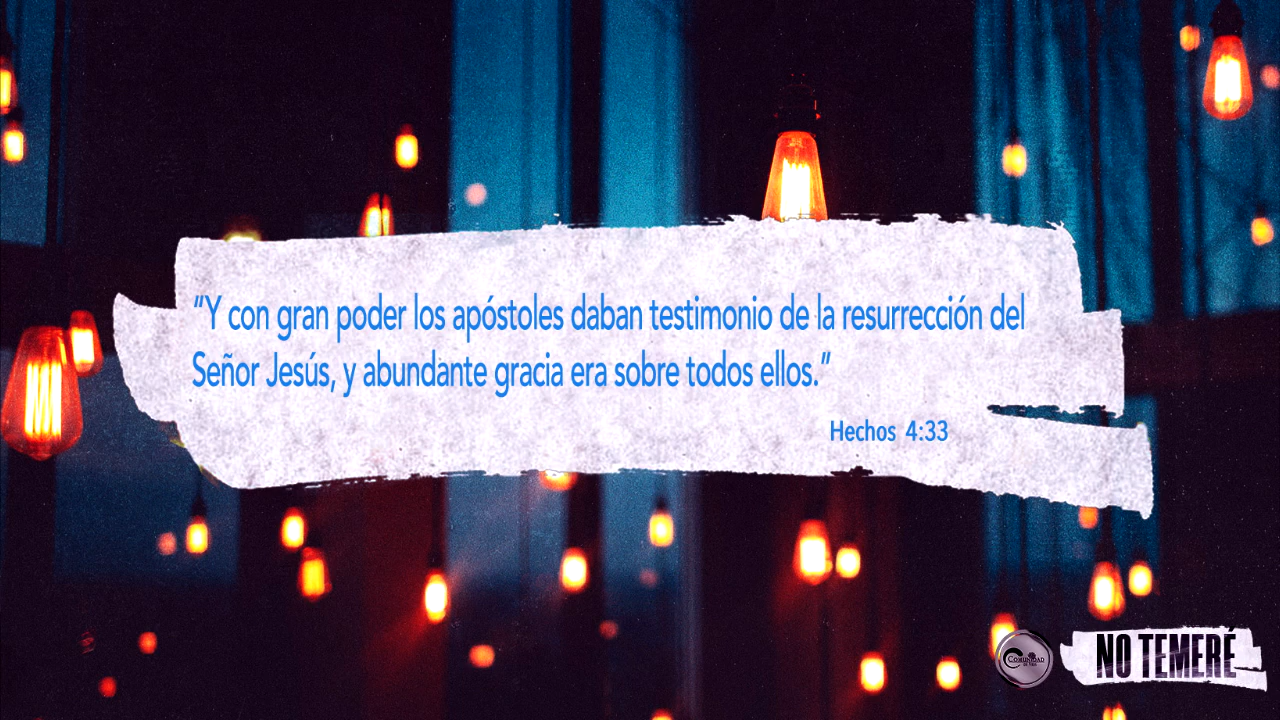 “Y con gran poder los apóstoles daban testimonio de la resurrección del
Señor Jesús, y abundante gracia era sobre todos ellos.”
Hechos 4:33
COMUNIDAD
NO TEMERÉ